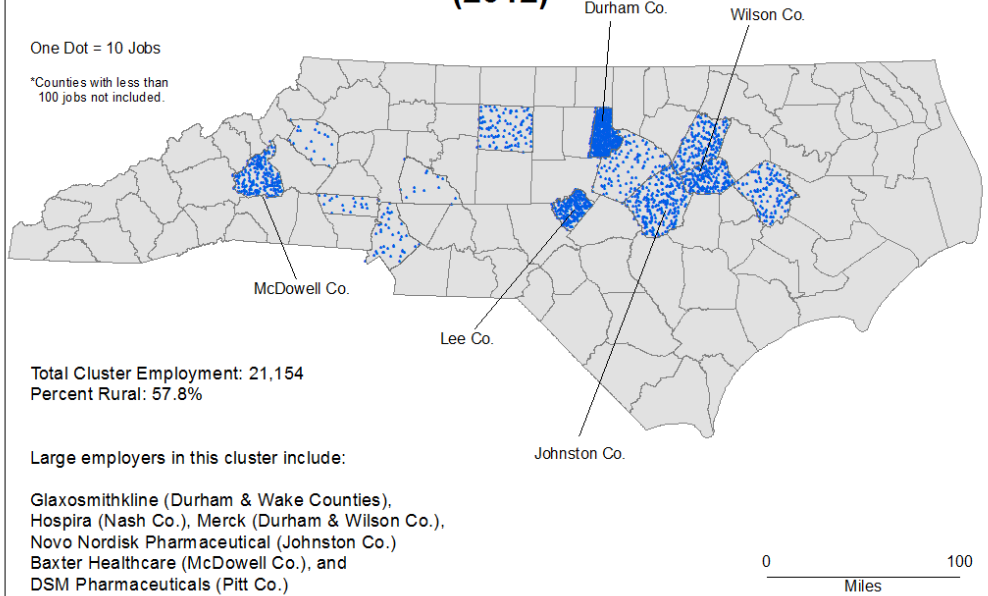 (2012)
Durham Co.
Wilson Co.
One Dot = 10 Jobs
*Counties with less than
100 jobs not included.
McDowell Co.
Lee Co.
Total Cluster Employment: 21,154
Percent Rural: 57.8%
Johnston Co.
Large employers in this cluster include:
Glaxosmithkline (Durham & Wake Counties),
Hospira (Nash Co.), Merck (Durham & Wilson Co.),
Novo Nordisk Pharmaceutical (Johnston Co.)
Baxter Healthcare (McDowell Co.), and
DSM Pharmaceuticals (Pitt Co.)
0 100
Miles